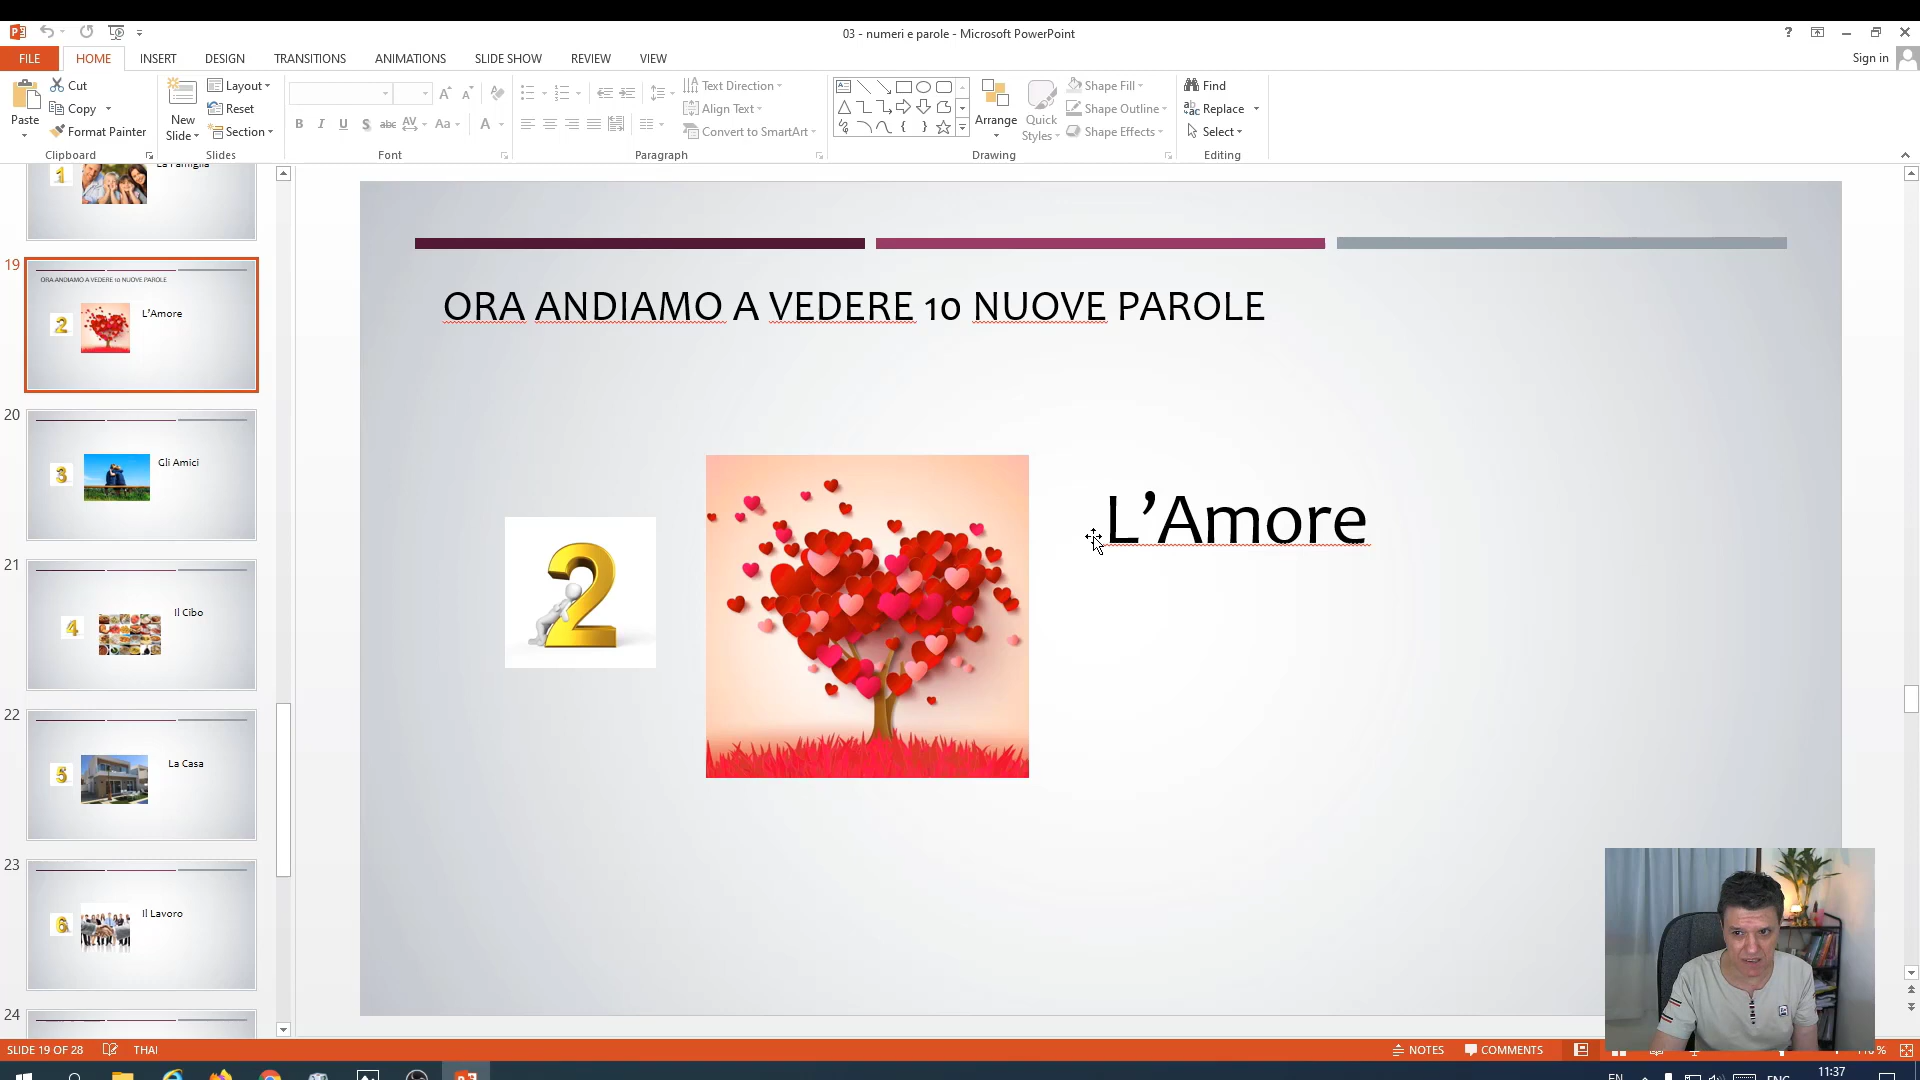 03 - numeri e parole - Microsoft PowerPoint
Sign in
FILE HOME INSERT DESIGN TRANSITIONS ANIMATIONS SLIDE SHOW REVIEW VIEW
Paste
Cut
Copy
Format Painter
Clipboard
New
Slide
Layout
Reset
Section
Slides
Font
Text Direction
Align Text
Convert to SmartArt
Paragraph
Arrange
Quick
Styles
Shape Fill
Shape Outline
Shape Effects
Drawing
Find
Replace
Select
Editing
1
La Famiglia
19
ORA ANDIAMO A VEDERE 10 NUOVE PAROLE
2
L'Amore
20
3
Gli Amici
21
4
Il Cibo
22
5
La Casa
23
6
Il Lavoro
24
ORA ANDIAMO A VEDERE 10 NUOVE PAROLE
2
L'Amore
SLIDE 19 OF 28 THAI
NOTES COMMENTS
11:37